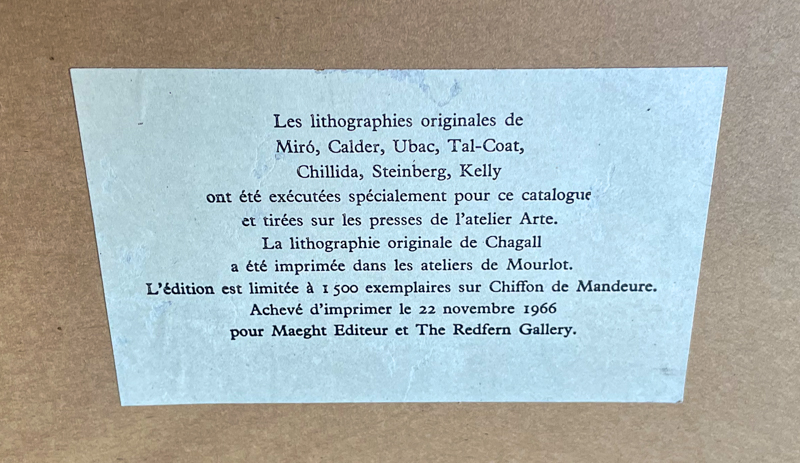 Les lithographies originales de
Miró, Calder, Ubac, Tal-Coat,
Chillida, Steinberg, Kelly
ont été exécutées spécialement pour ce catalogue
et tirées sur les presses de l'atelier Arte.
La lithographie originale de Chagall
a été imprimée dans les ateliers de Mourlot.
L'édition est limitée à 1 500 exemplaires sur Chiffon de Mandeure.
Achevé d'imprimer le 22 novembre 1966
pour Maeght Editeur et The Redfern Gallery.